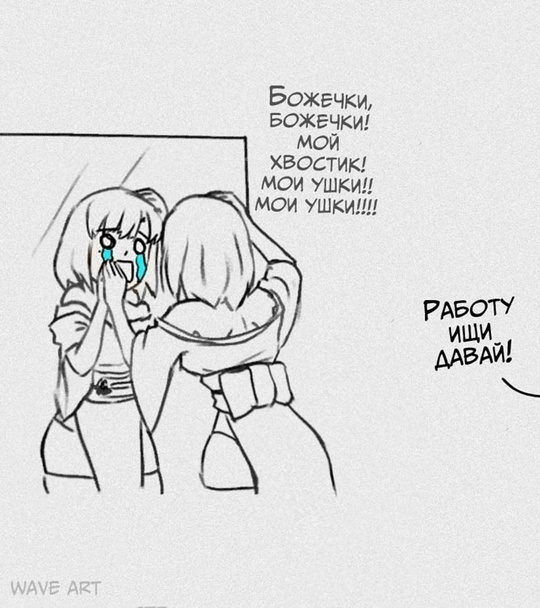 Божечки,
божечки!
мой
хвостик!
мои ушки!!
мои ушки!!!!
Работу
ищи
давай!
WAVE ART